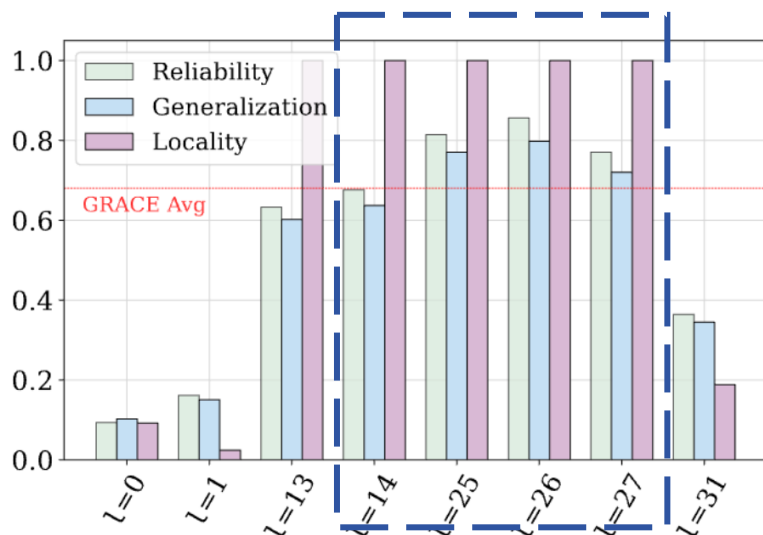 1.0
0.8
0.6
0.4
0.2
0.0
Reliability
Generalization
Locality
GRACE Avg
l=0
l=1
l=13
l=14
l=25
l=26
l=27
l=31